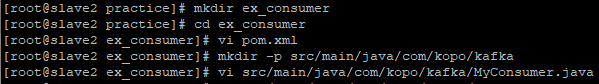 [root@slave2 practice]# mkdir ex_consumer
[root@slave2 practice]# cd ex_consumer
[root@slave2 ex_consumer]# vi pom.xml
[root@slave2 ex_consumer]# mkdir -p src/main/java/com/kopo/kafka
[root@slave2 ex_consumer]# vi src/main/java/com/kopo/kafka/MyConsumer.java